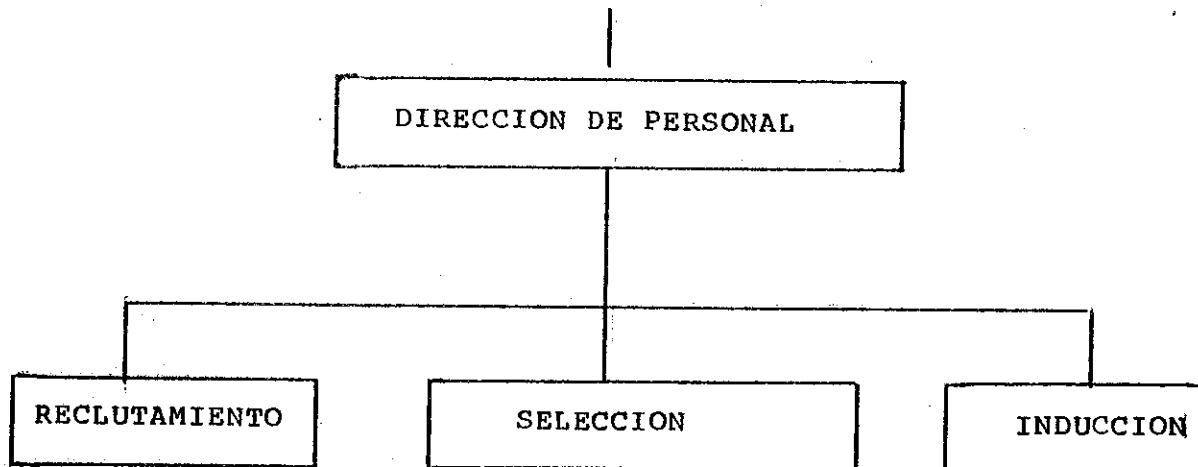 DIRECCION DE PERSONAL
RECLUTAMIENTO
SELECCION
INDUCCION